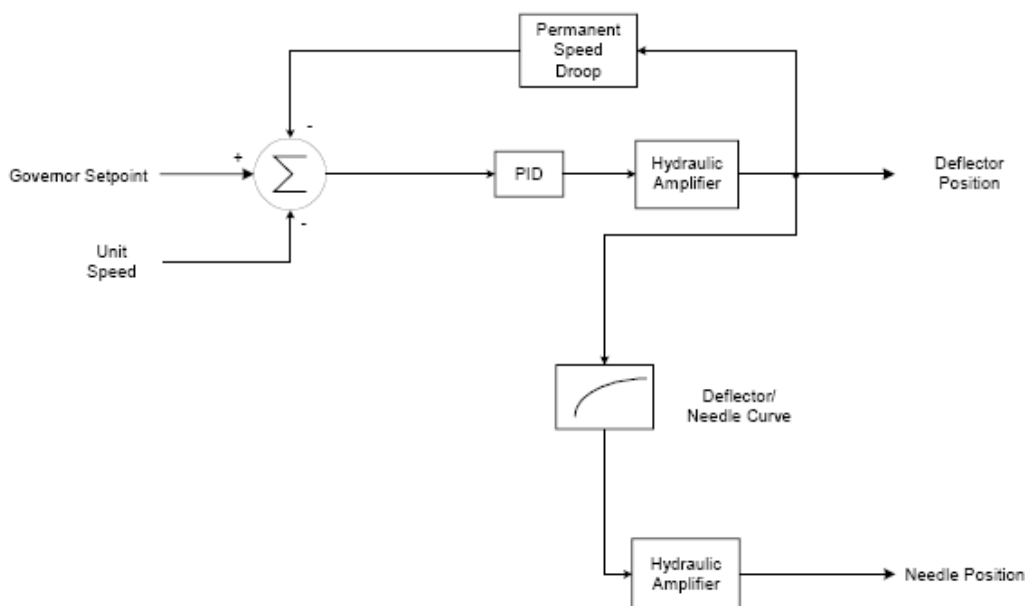 Permanent
Speed
Droop
-
+
Governor Setpoint
Σ
PID
Hydraulic
Amplifier
Deflector
Position
-
Unit
Speed
Deflector/
Needle Curve
Hydraulic
Amplifier
Needle Position